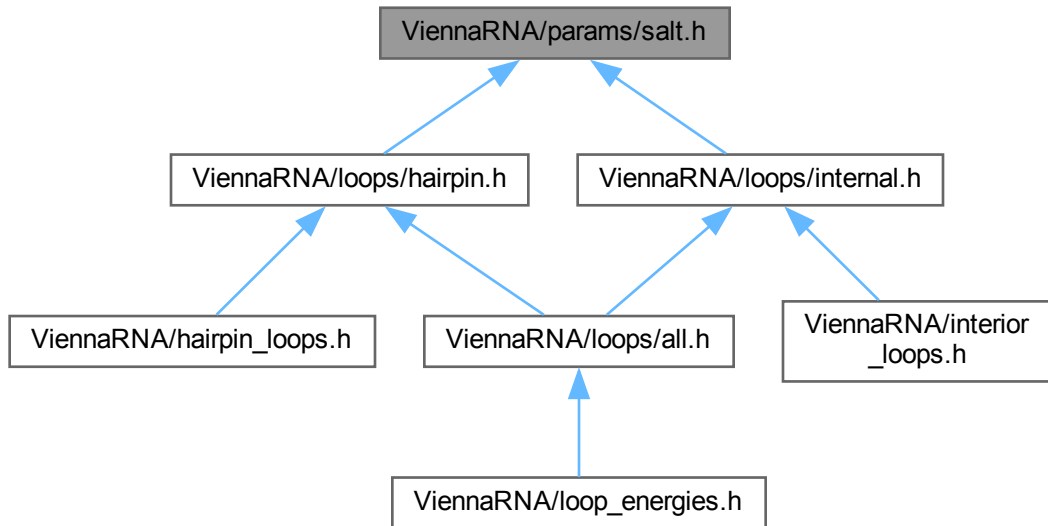 ViennaRNA/params/salt.h
ViennaRNA/loops/hairpin.h
ViennaRNA/loops/internal.h
ViennaRNA/hairpin_loops.h
ViennaRNA/loops/all.h
ViennaRNA/interior
_loops.h
ViennaRNA/loop_energies.h